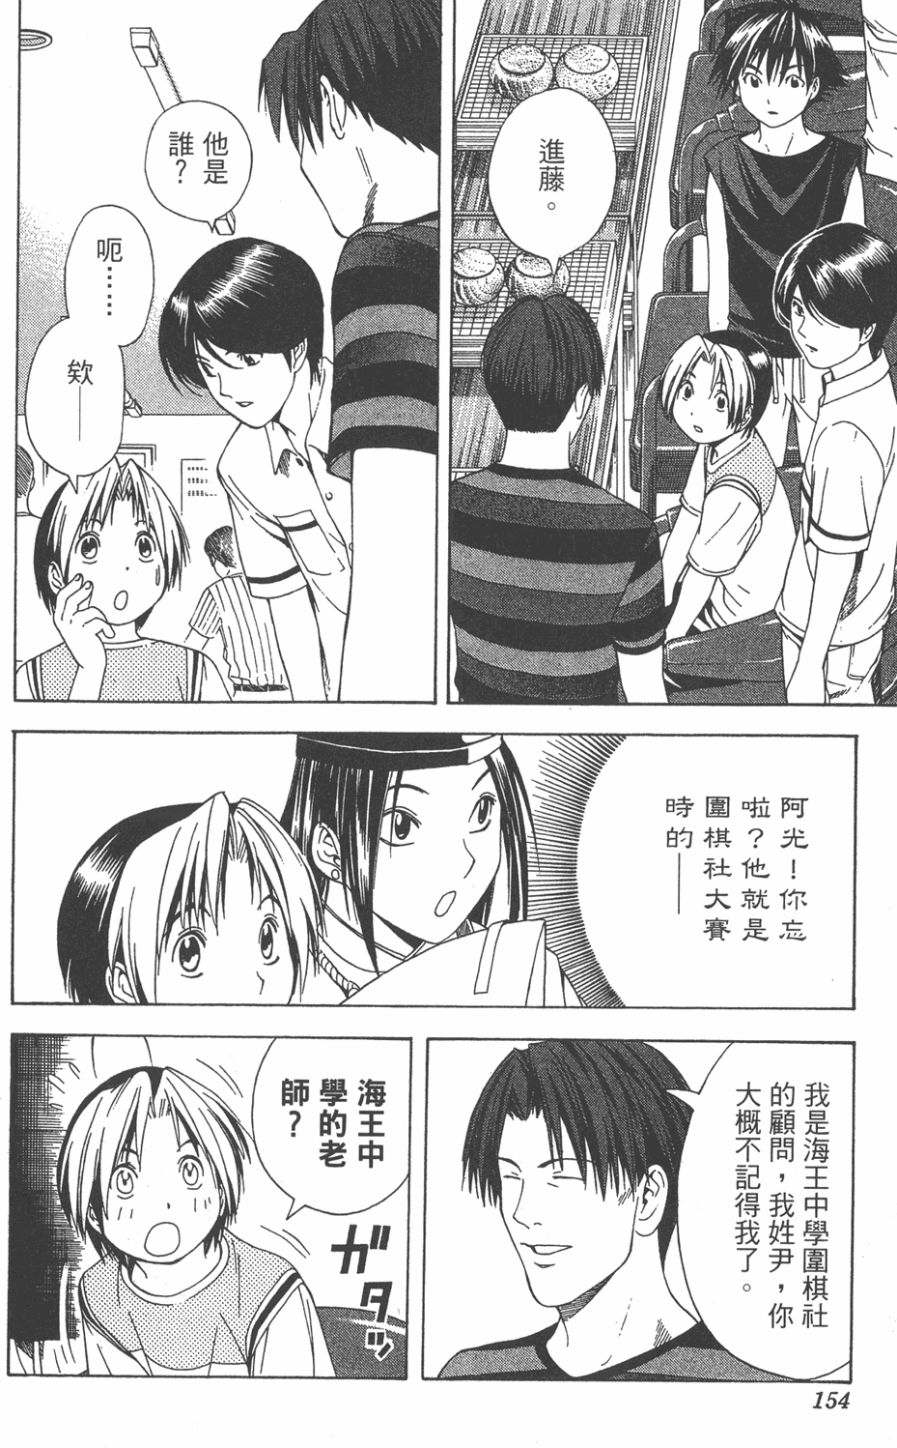 進藤。
他是
誰？
呃……
欸——
阿光！你忘
啦？他就是
圍棋社大賽
時的——
我是海王中學圍棋社
的顧問，我姓尹，你
大概不記得我了。
海王中
學的老
師？
ガタッ
154